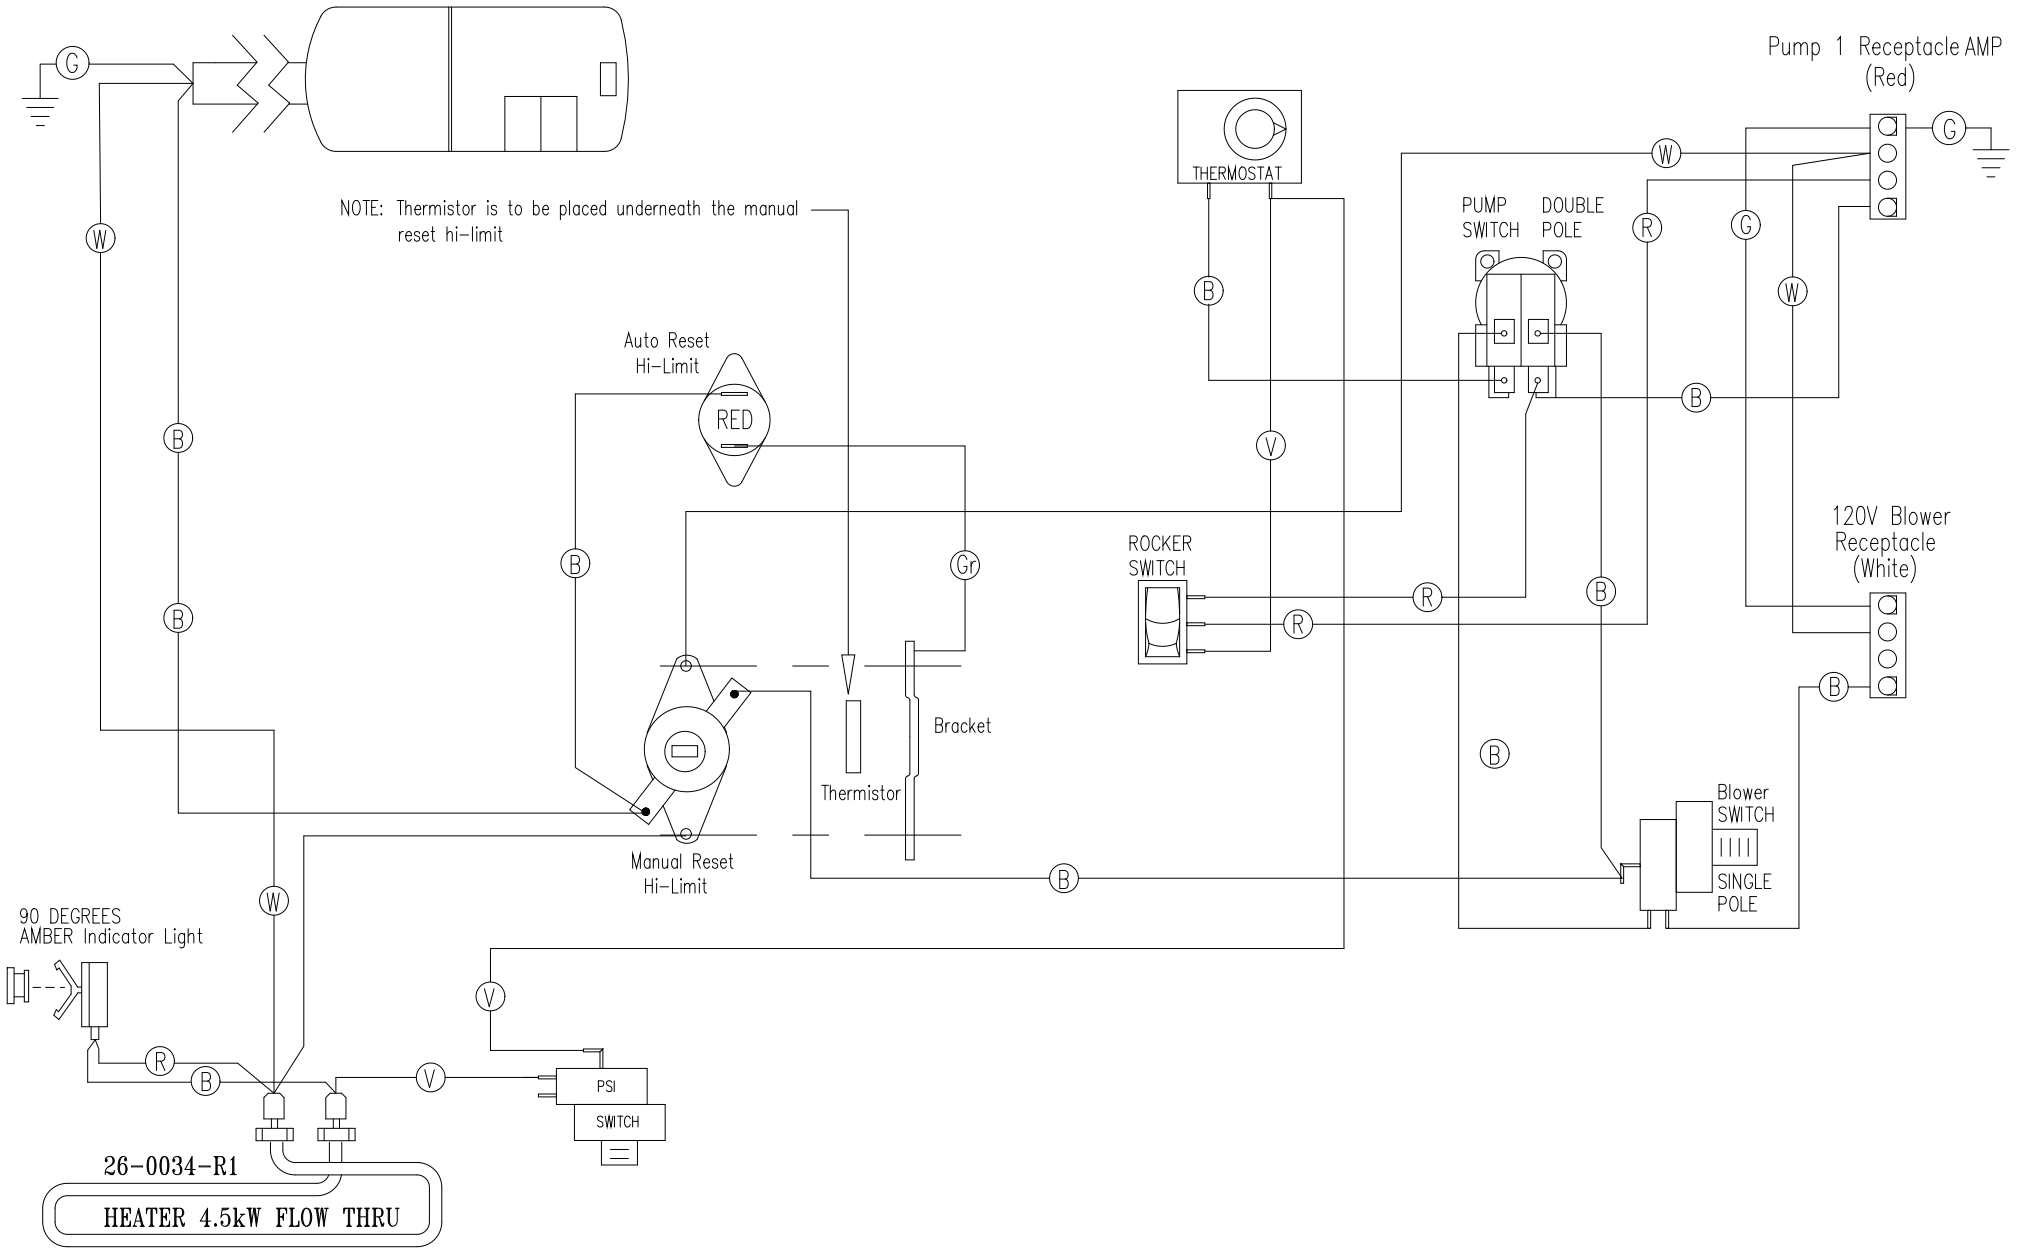 G
Pump 1 Receptacle AMP
(Red)
G
THERMOSTAT
W
NOTE: Thermistor is to be placed underneath the manual
reset hi-limit
PUMP
SWITCH
DOUBLE
POLE
W
R
G
B
W
Auto Reset
Hi-Limit
RED
B
B
V
120V Blower
Receptacle
(White)
ROCKER
SWITCH
B
Gr
B
R
R
B
B
Bracket
B
Thermistor
Blower
SWITCH
SINGLE
POLE
Manual Reset
Hi-Limit
B
W
90 DEGREES
AMBER Indicator Light
V
R
B
V
PSI
SWITCH
26-0034-R1
HEATER 4.5kW FLOW THRU